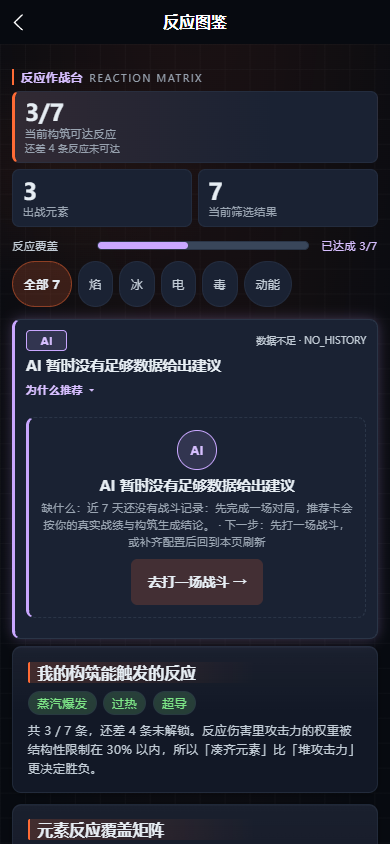 反应图鉴
反应作战台 REACTION MATRIX
3/7
当前构筑可达反应
还差 4 条反应未可达
3
出战元素
7
当前筛选结果
反应覆盖 已达成 3/7
全部 7 焰 冰 电 毒 动能
AI 数据不足 · NO_HISTORY
AI 暂时没有足够数据给出建议
为什么推荐
AI
AI 暂时没有足够数据给出建议
缺什么：近 7 天还没有战斗记录：先完成一场对局，推荐卡会
按你的真实战绩与构筑生成结论。 · 下一步：先打一场战斗，
或补齐配置后回到本页刷新
去打一场战斗 →
我的构筑能触发的反应
蒸汽爆发 过热 超导
共 3 / 7 条，还差 4 条未解锁。反应伤害里攻击力的权重被
结构性限制在 30% 以内，所以「凑齐元素」比「堆攻击力」
更决定胜负。
元素反应覆盖矩阵